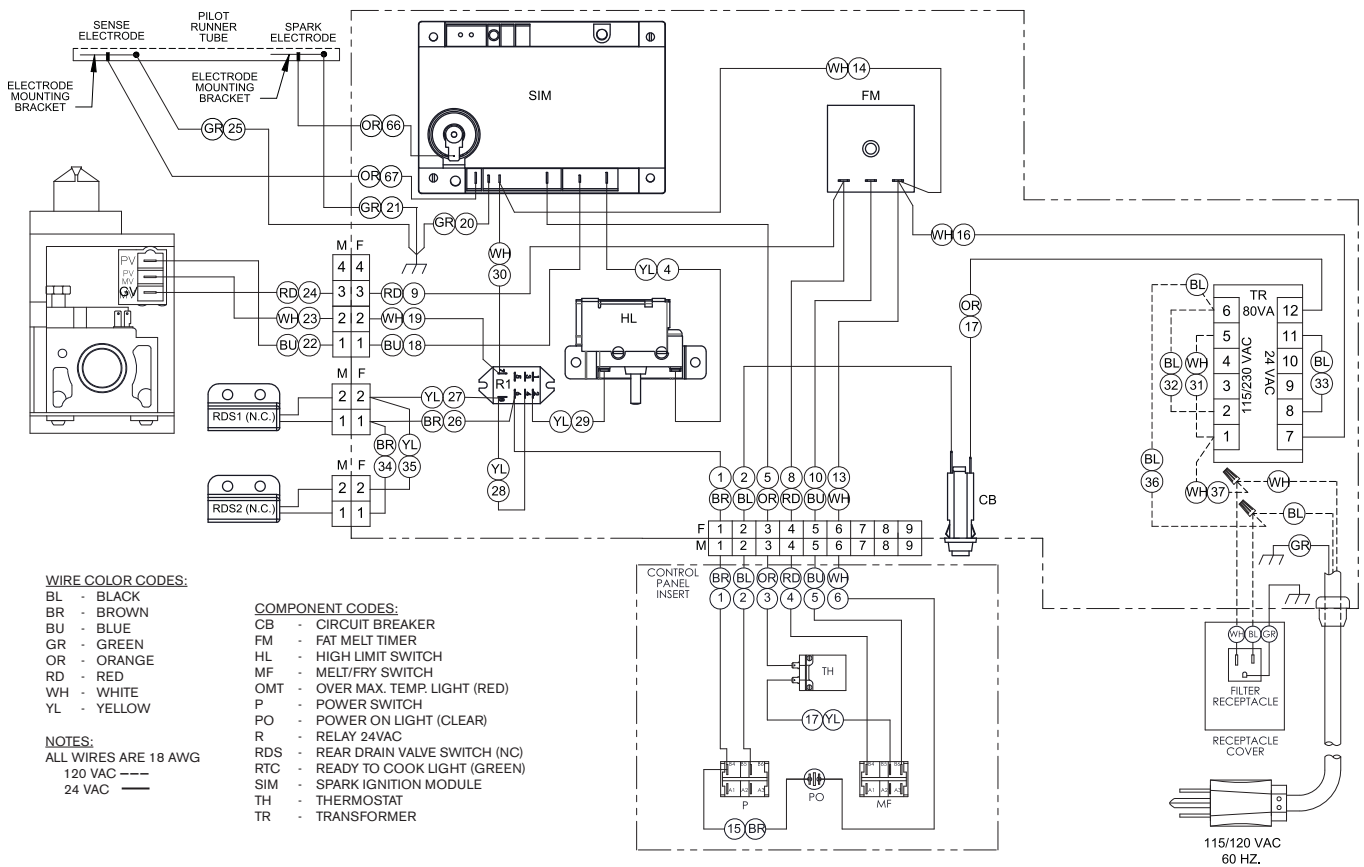 SENSE
ELECTRODE
PILOT
RUNNER
TUBE
SPARK
ELECTRODE
ELECTRODE
MOUNTING
BRACKET
ELECTRODE
MOUNTING
BRACKET
SIM
FM
WH 14
GR 25
OR 66
OR 67
GR 21
GR 20
WH 16
WH
30
YL 4
PV
PV
MV
GV
M F
4 4
3 3
2 2
1 1
RD 24
RD 9
WH 23
WH 19
BU 22
BU 18
HL
OR
17
BL
TR
80VA
6 12
5 11
4 10
3 9
2 8
1 7
115/230 VAC
24 VAC
BL
32
WH
31
BL
33
M F
2 2
1 1
RDS1 (N.C.)
YL 27
BR 26
R1
YL 29
BR
34
YL
35
YL
28
M F
2 2
1 1
RDS2 (N.C.)
BL
36
WH 37
WH
BL
GR
1 2 5 8 10 13
BR BL OR RD BU WH
CB
F 1 2 3 4 5 6 7 8 9
M 1 2 3 4 5 6 7 8 9
CONTROL
PANEL
INSERT
BR BL OR RD BU WH
1 2 3 4 5 6
TH
17 YL
B4 B5 B6
A1 A2 A3
P
PO
B4 B5 B6
A1 A2 A3
MF
15 BR
WH BL GR
FILTER
RECEPTACLE
RECEPTACLE
COVER
115/120 VAC
60 HZ.
WIRE COLOR CODES:
BL - BLACK
BR - BROWN
BU - BLUE
GR - GREEN
OR - ORANGE
RD - RED
WH - WHITE
YL - YELLOW
NOTES:
ALL WIRES ARE 18 AWG
120 VAC ---
24 VAC —
COMPONENT CODES:
CB - CIRCUIT BREAKER
FM - FAT MELT TIMER
HL - HIGH LIMIT SWITCH
MF - MELT/FRY SWITCH
OMT - OVER MAX. TEMP. LIGHT (RED)
P - POWER SWITCH
PO - POWER ON LIGHT (CLEAR)
R - RELAY 24VAC
RDS - REAR DRAIN VALVE SWITCH (NC)
RTC - READY TO COOK LIGHT (GREEN)
SIM - SPARK IGNITION MODULE
TH - THERMOSTAT
TR - TRANSFORMER